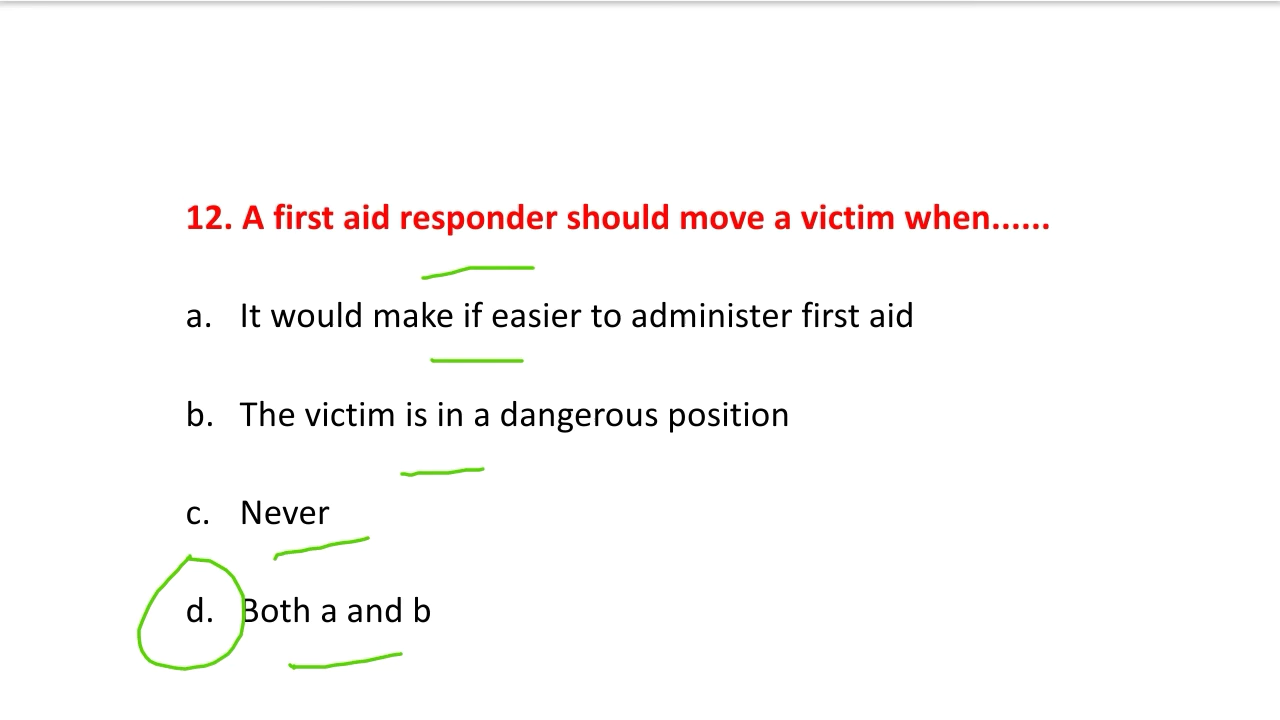 12. A first aid responder should move a victim when......
a. It would make if easier to administer first aid
b. The victim is in a dangerous position
c. Never
d. Both a and b